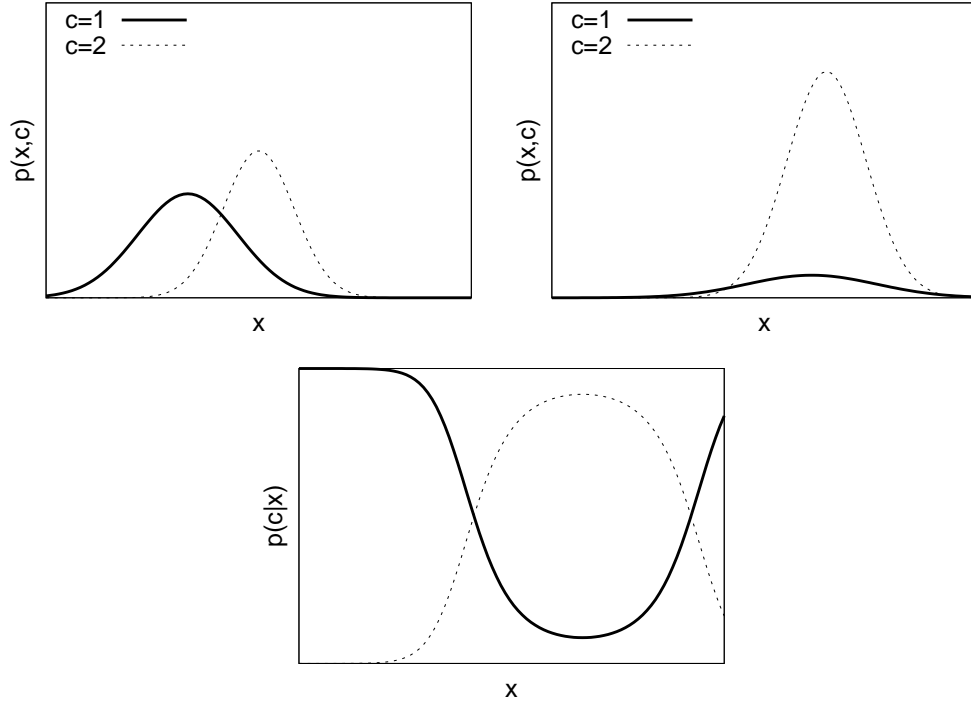 c=1
c=2
p(x,c)
x
c=1
c=2
p(x,c)
x
p(c|x)
x